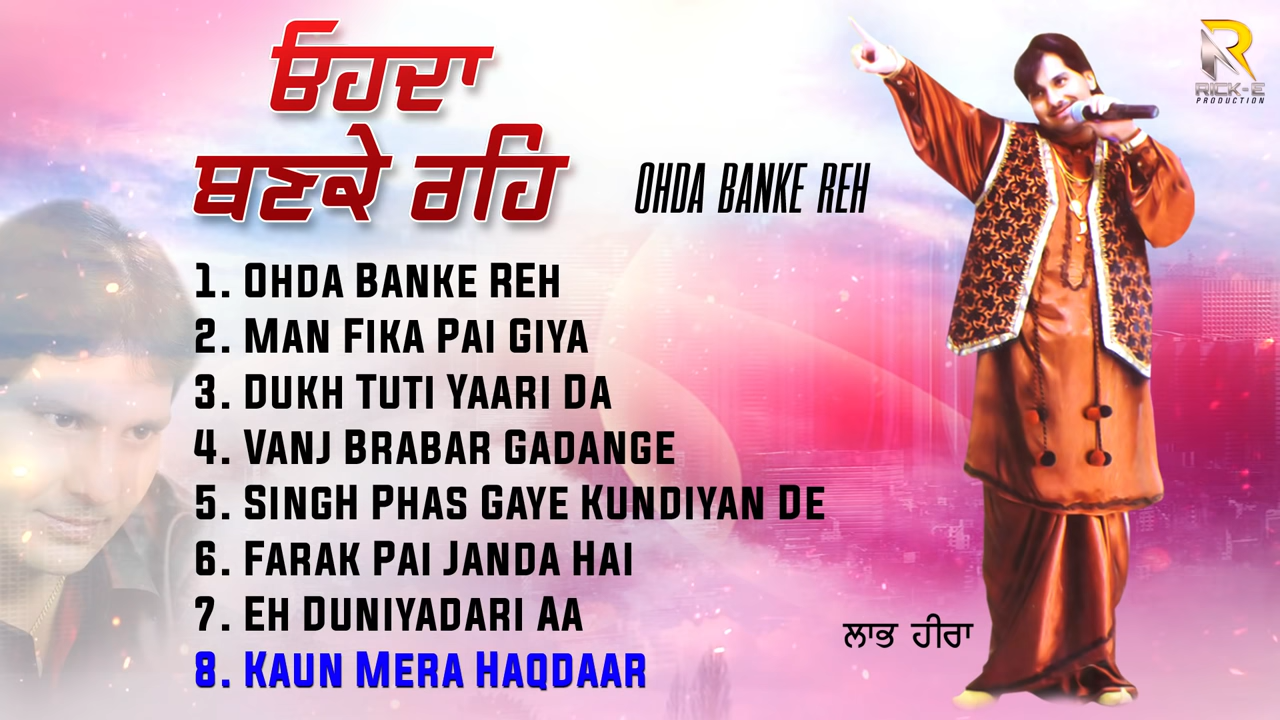 ਓਹਦਾ
ਬਣਕੇ ਰਹਿ
OHDA BANKE REH
RICK-E
PRODUCTION
1. OHDA BANKE REH
2. MAN FIKA PAI GIYA
3. DUKH TUTI YAARI DA
4. VANJ BRABAR GADANGE
5. SINGH PHAS GAYE KUNDIYAN DE
6. FARAK PAI JANDA HAI
7. EH DUNIYADARI AA
8. KAUN MERA HAQDAAR
ਲਾਭ ਹੀਰਾ